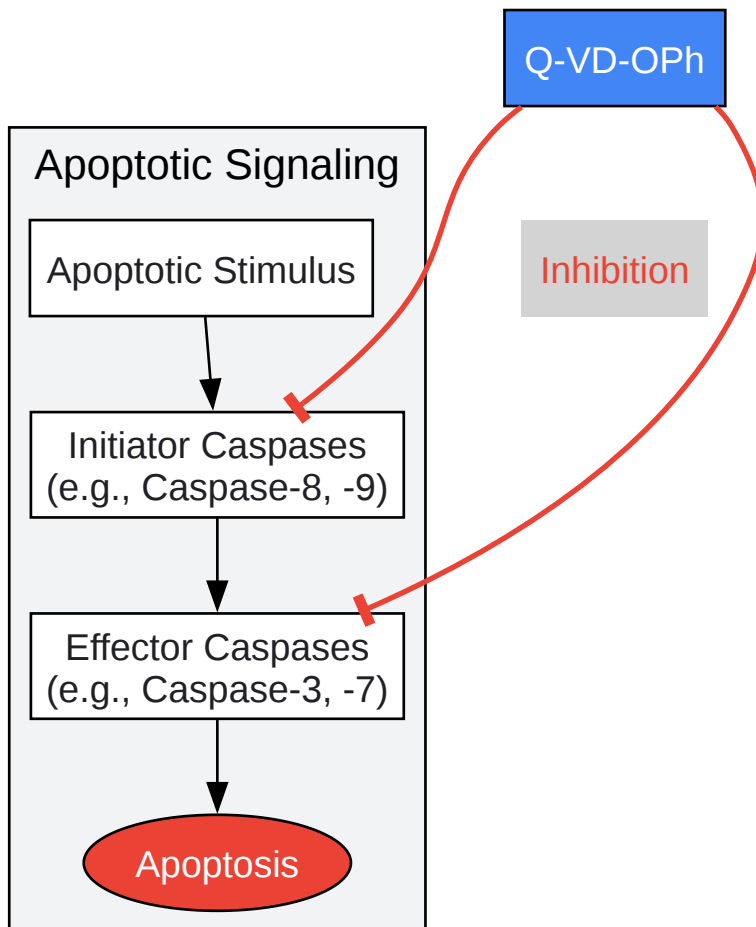 Q-VD-OPh
Apoptotic Signaling
Apoptotic Stimulus
Inhibition
Initiator Caspases
(e.g., Caspase-8, -9)
Effector Caspases
(e.g., Caspase-3, -7)
Apoptosis